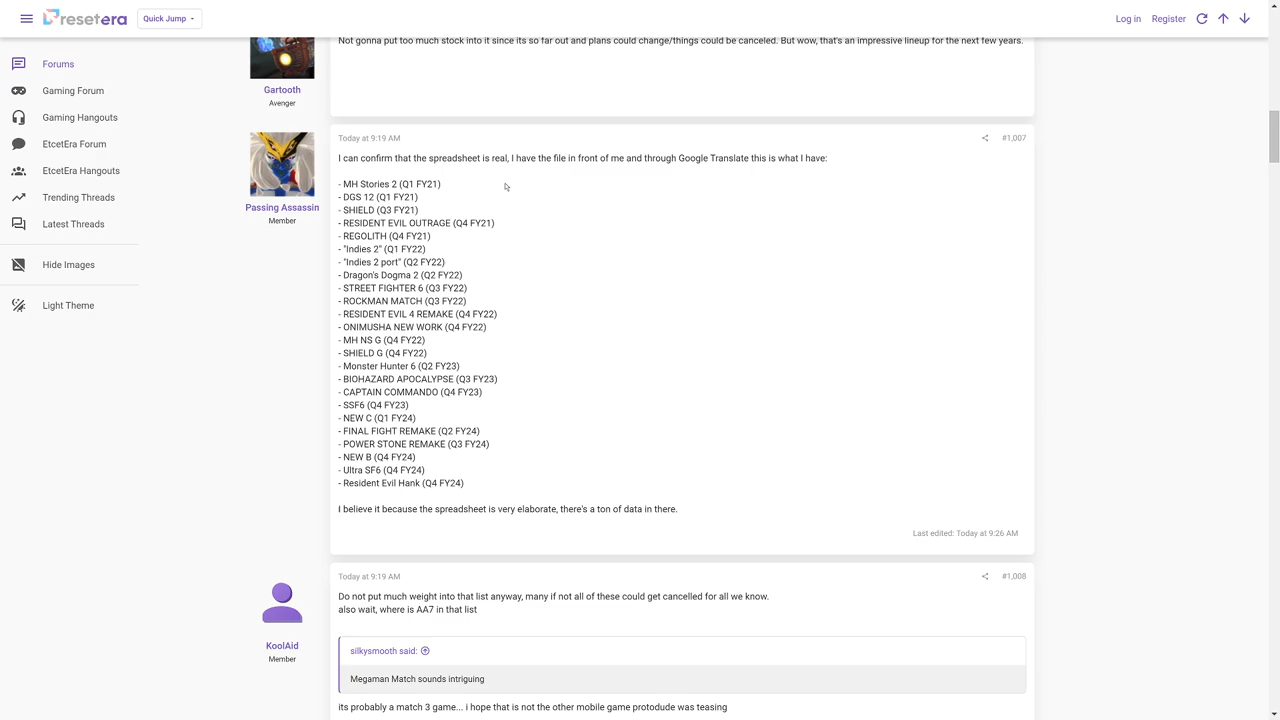 resetera
Quick Jump
Log in
Register
Forums
Gaming Forum
Gaming Hangouts
EtcetEra Forum
EtcetEra Hangouts
Trending Threads
Latest Threads
Hide Images
Light Theme
Not gonna put too much stock into it since its so far out and plans could change/things could be canceled. But wow, that's an impressive lineup for the next few years.
Gartooth
Avenger
Today at 9:19 AM
#1,007
Passing Assassin
Member
I can confirm that the spreadsheet is real, I have the file in front of me and through Google Translate this is what I have:
- MH Stories 2 (Q1 FY21)
- DGS 12 (Q1 FY21)
- SHIELD (Q3 FY21)
- RESIDENT EVIL OUTRAGE (Q4 FY21)
- REGOLITH (Q4 FY21)
- "Indies 2" (Q1 FY22)
- "Indies 2 port" (Q2 FY22)
- Dragon's Dogma 2 (Q2 FY22)
- STREET FIGHTER 6 (Q3 FY22)
- ROCKMAN MATCH (Q3 FY22)
- RESIDENT EVIL 4 REMAKE (Q4 FY22)
- ONIMUSHA NEW WORK (Q4 FY22)
- MH NS G (Q4 FY22)
- SHIELD G (Q4 FY22)
- Monster Hunter 6 (Q2 FY23)
- BIOHAZARD APOCALYPSE (Q3 FY23)
- CAPTAIN COMMANDO (Q4 FY23)
- SSF6 (Q4 FY23)
- NEW C (Q1 FY24)
- FINAL FIGHT REMAKE (Q2 FY24)
- POWER STONE REMAKE (Q3 FY24)
- NEW B (Q4 FY24)
- Ultra SF6 (Q4 FY24)
- Resident Evil Hank (Q4 FY24)
I believe it because the spreadsheet is very elaborate, there's a ton of data in there.
Last edited: Today at 9:26 AM
Today at 9:19 AM
#1,008
KoolAid
Member
Do not put much weight into that list anyway, many if not all of these could get cancelled for all we know.
also wait, where is AA7 in that list
silkysmooth said:
Megaman Match sounds intriguing
its probably a match 3 game... i hope that is not the other mobile game protodude was teasing